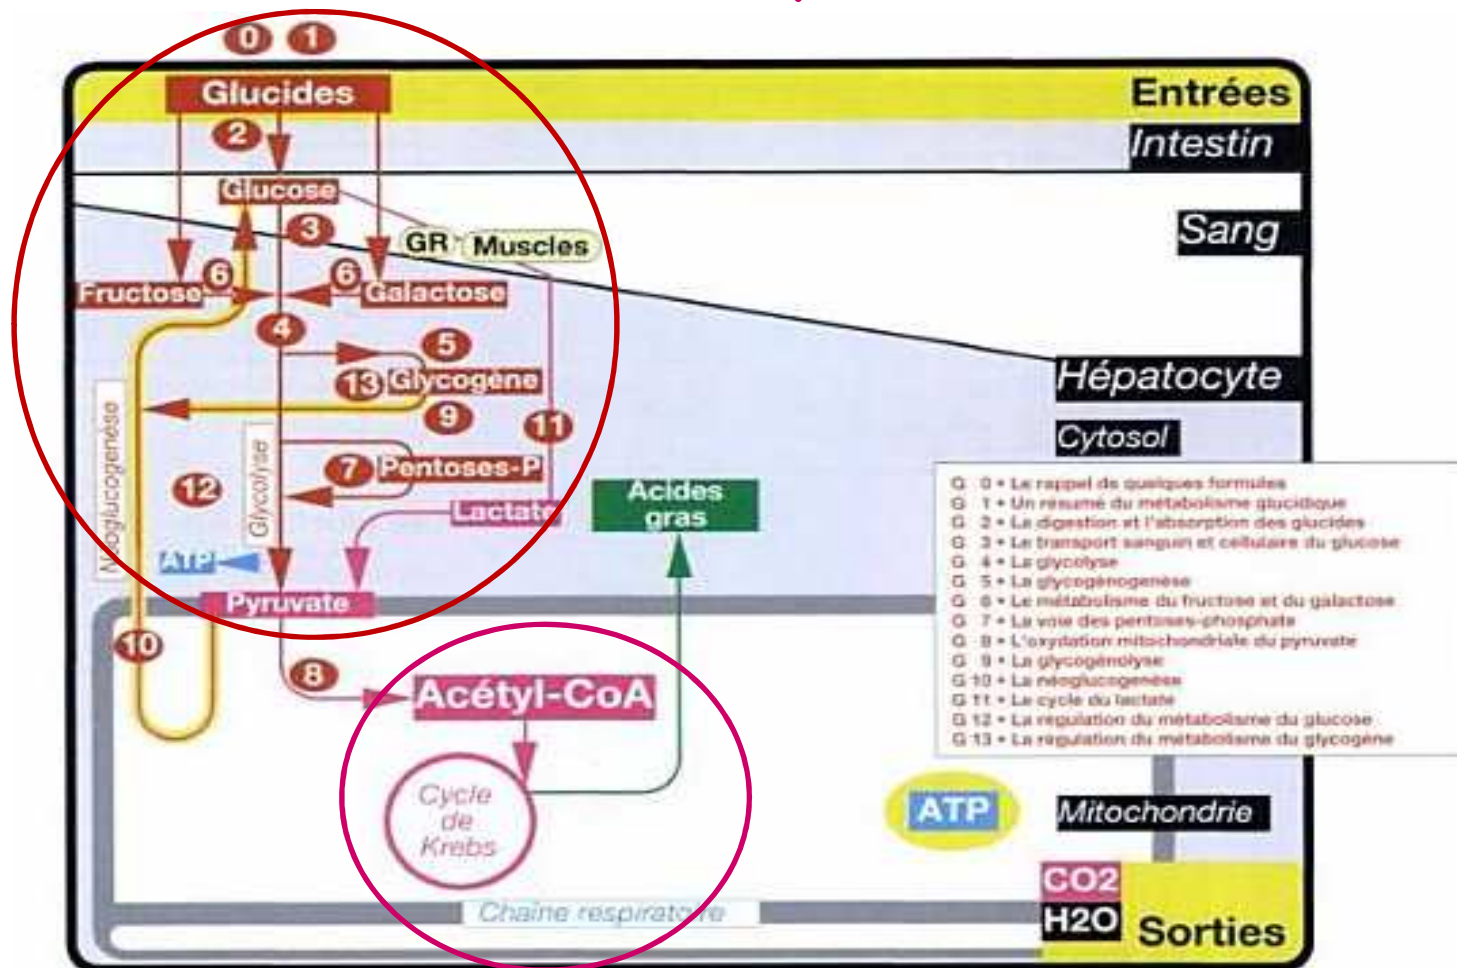 0 1
Glucides
Entrées
2
Intestin
Glucose
3
Sang
GR Muscles
6 6
Fructose Galactose
4
5
Hépatocyte
13 Glycogène
9
11
Cytosol
Néoglucogenèse
Glycolyse
7 Pentoses-P
12
Lactate
Acides
gras
G 0 • Le rappel de quelques formules
G 1 • Un résumé du métabolisme glucidique
G 2 • La digestion et l'absorption des glucides
G 3 • Le transport sanguin et cellulaire du glucose
G 4 • La glycolyse
G 5 • La glycogénogenèse
G 6 • Le métabolisme du fructose et du galactose
G 7 • La voie des pentoses-phosphate
G 8 • L'oxydation mitochondriale du pyruvate
G 9 • La glycogénolyse
G 10 • La néoglucogenèse
G 11 • Le cycle du lactate
G 12 • La régulation du métabolisme du glucose
G 13 • La régulation du métabolisme du glycogène
ATP
Pyruvate
10
8
Acétyl-CoA
Cycle
de
Krebs
ATP
Mitochondrie
CO2
H2O
Chaîne respiratoire
Sorties